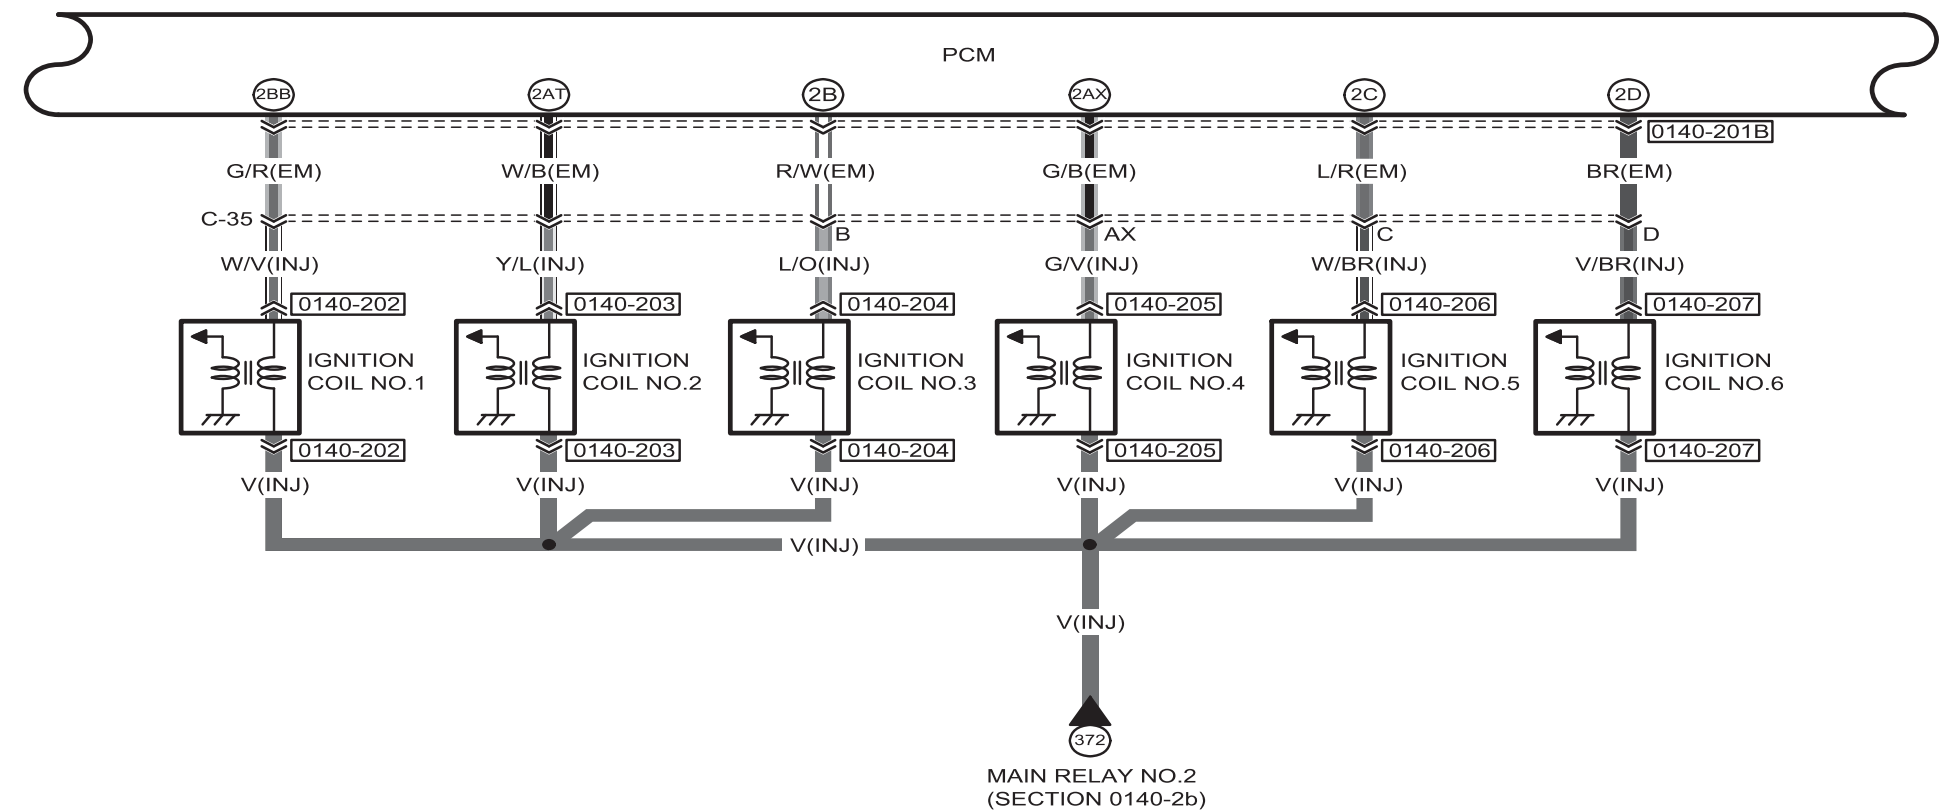 PCM
2BB 2AT 2B 2AX 2C 2D
0140-201B
G/R(EM) W/B(EM) R/W(EM) G/B(EM) L/R(EM) BR(EM)
C-35
B AX C D
W/V(INJ) Y/L(INJ) L/O(INJ) G/V(INJ) W/BR(INJ) V/BR(INJ)
0140-202 0140-203 0140-204 0140-205 0140-206 0140-207
IGNITION IGNITION IGNITION IGNITION IGNITION IGNITION
COIL NO.1 COIL NO.2 COIL NO.3 COIL NO.4 COIL NO.5 COIL NO.6
0140-202 0140-203 0140-204 0140-205 0140-206 0140-207
V(INJ) V(INJ) V(INJ) V(INJ) V(INJ) V(INJ)
V(INJ)
V(INJ)
372
MAIN RELAY NO.2
(SECTION 0140-2b)